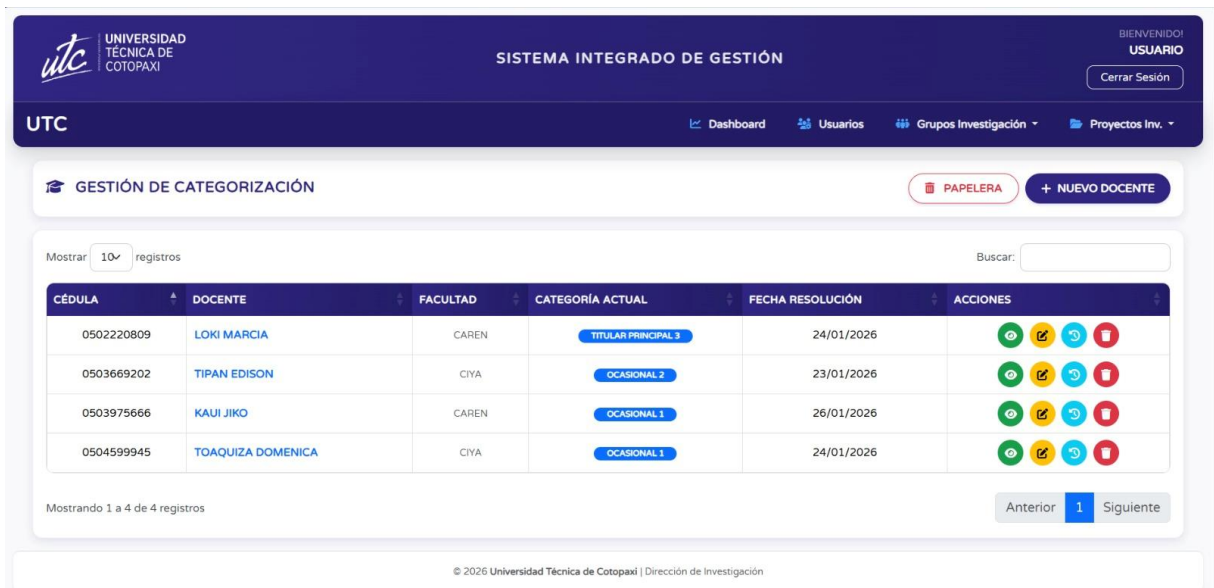 utc
UNIVERSIDAD
TÉCNICA DE
COTOPAXI
SISTEMA INTEGRADO DE GESTIÓN
BIENVENIDO!
USUARIO
Cerrar Sesión
UTC
Dashboard
Usuarios
Grupos Investigación
Proyectos Inv.
GESTIÓN DE CATEGORIZACIÓN
PAPELERA
+ NUEVO DOCENTE
Mostrar 10 registros
Buscar:
CÉDULA DOCENTE FACULTAD CATEGORÍA ACTUAL FECHA RESOLUCIÓN ACCIONES
0502220809 LOKI MARCIA CAREN TITULAR PRINCIPAL 3 24/01/2026
0503669202 TIPAN EDISON CIYA OCASIONAL 2 23/01/2026
0503975666 KAUI JIKO CAREN OCASIONAL 1 26/01/2026
0504599945 TOAQUIZA DOMENICA CIYA OCASIONAL 1 24/01/2026
Mostrando 1 a 4 de 4 registros
Anterior 1 Siguiente
© 2026 Universidad Técnica de Cotopaxi | Dirección de Investigación